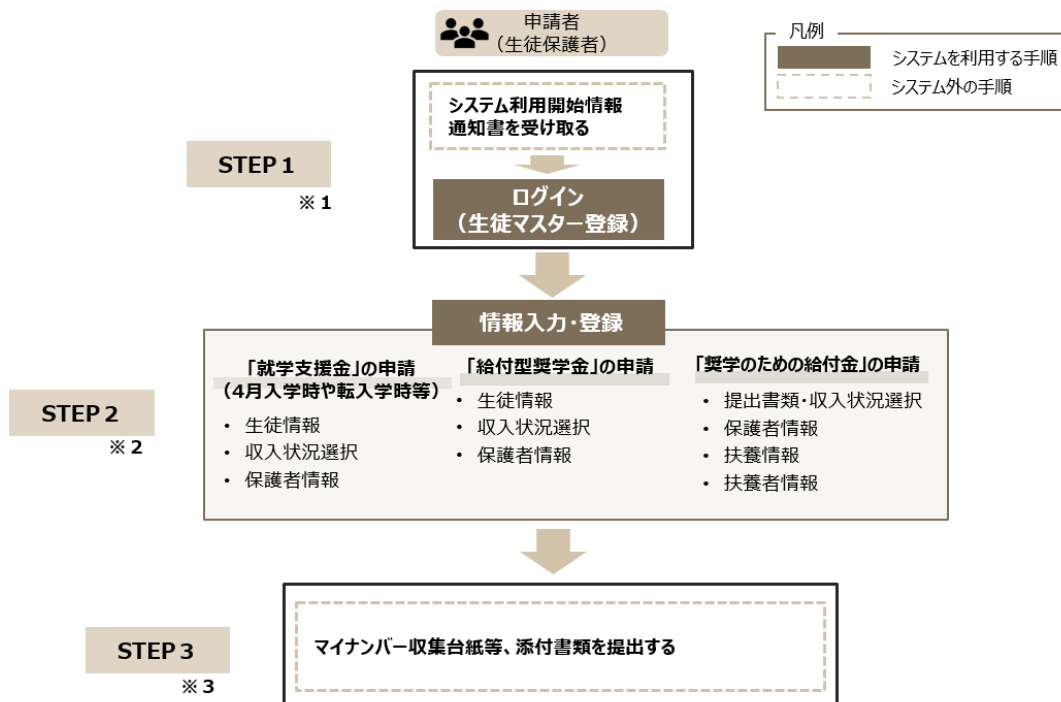 申請者
（生徒保護者）
凡例
システムを利用する手順
システム外の手順
システム利用開始情報
通知書を受け取る
STEP 1
※ 1
ログイン
（生徒マスター登録）
情報入力・登録
STEP 2
※ 2
「就学支援金」の申請
（4月入学時や転入学時等）
・ 生徒情報
・ 収入状況選択
・ 保護者情報
「給付型奨学金」の申請
・ 生徒情報
・ 収入状況選択
・ 保護者情報
「奨学のための給付金」の申請
・ 提出書類・収入状況選択
・ 保護者情報
・ 扶養情報
・ 扶養者情報
STEP 3
※ 3
マイナンバー収集台紙等、添付書類を提出する